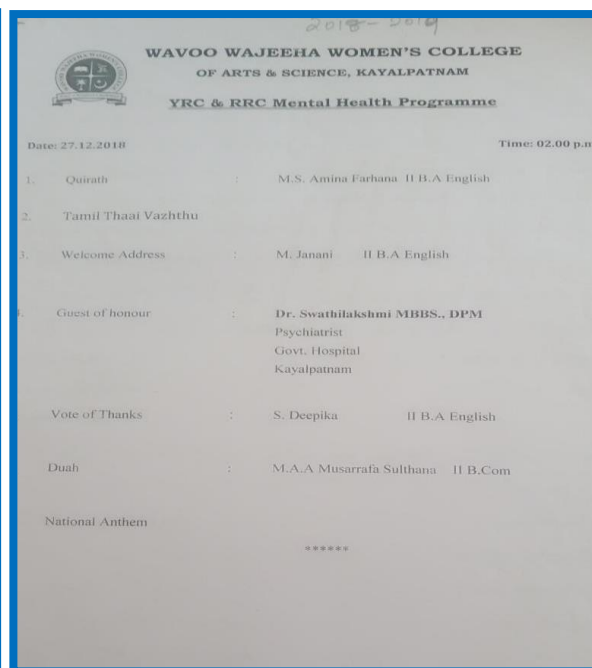 2018 - 2019
WAVOO WAJEEHA WOMEN'S COLLEGE
OF ARTS & SCIENCE, KAYALPATNAM
YRC & RRC Mental Health Programme
Date: 27.12.2018 Time: 02.00 p.m
1. Quirath : M.S. Amina Farhana II B.A English
2. Tamil Thaai Vazhthu
3. Welcome Address : M. Janani II B.A English
4. Guest of honour : Dr. Swathilakshmi MBBS., DPM
Psychiatrist
Govt. Hospital
Kayalpatnam
Vote of Thanks : S. Deepika II B.A English
Duah : M.A.A Musarrafa Sulthana II B.Com
National Anthem
******